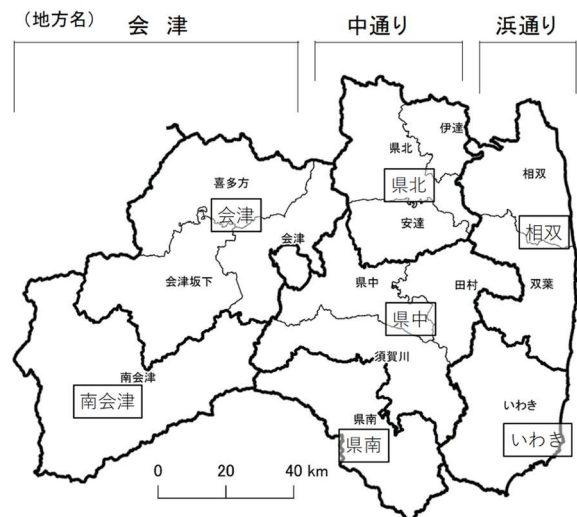 (地方名) 会 津 中通り 浜通り
伊達
県北
相双
喜多方
県北
会津
安達
相双
会津
県中
田村
双葉
会津坂下
県中
須賀川
南会津
南会津
いわき
県南
県南
いわき
0 20 40 km